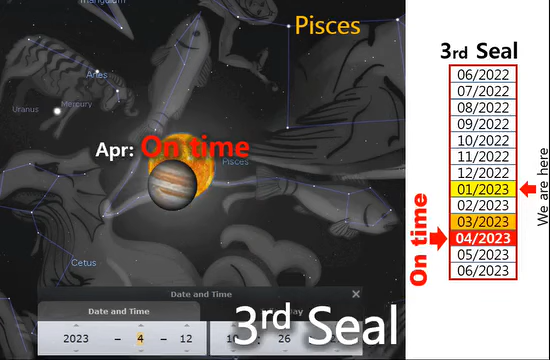 Triangulum
Pisces
Aries
Uranus
Mercury
Apr: On time
Pisces
Cetus
Date and Time
Date and Time
2023 - 4 - 12
26
3rd Seal
3rd Seal
06/2022
07/2022
08/2022
09/2022
10/2022
11/2022
12/2022
01/2023
02/2023
03/2023
04/2023
05/2023
06/2023
On time
We are here